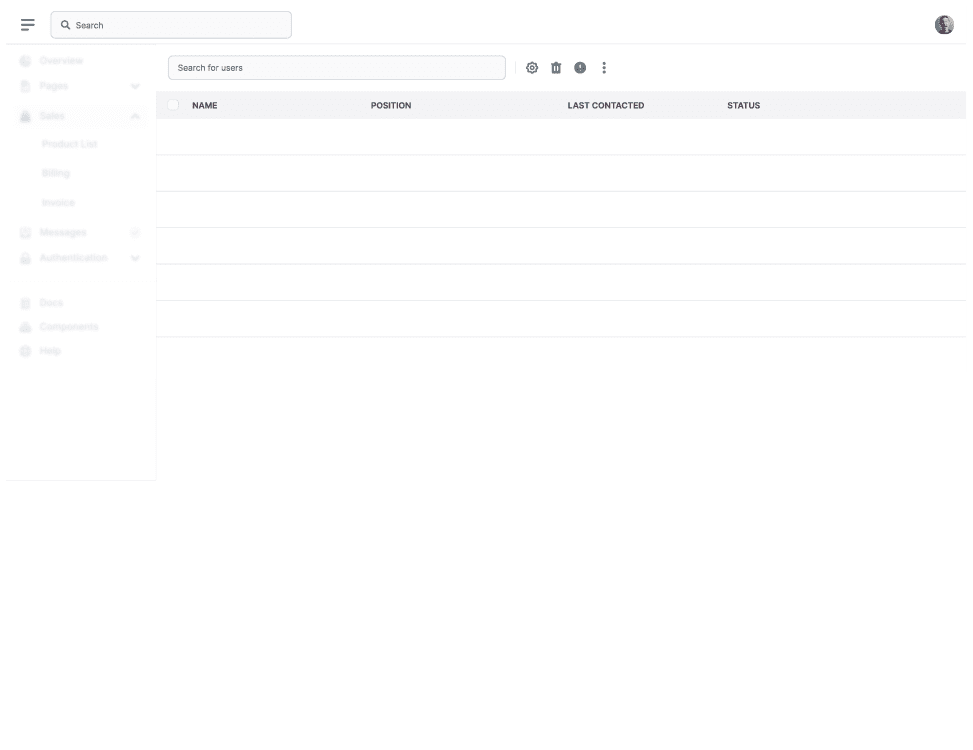 Search
Overview
Search for users
Pages
NAME POSITION LAST CONTACTED STATUS
Sales
Product List
Billing
Invoice
Messages
Authentication
Docs
Components
Help